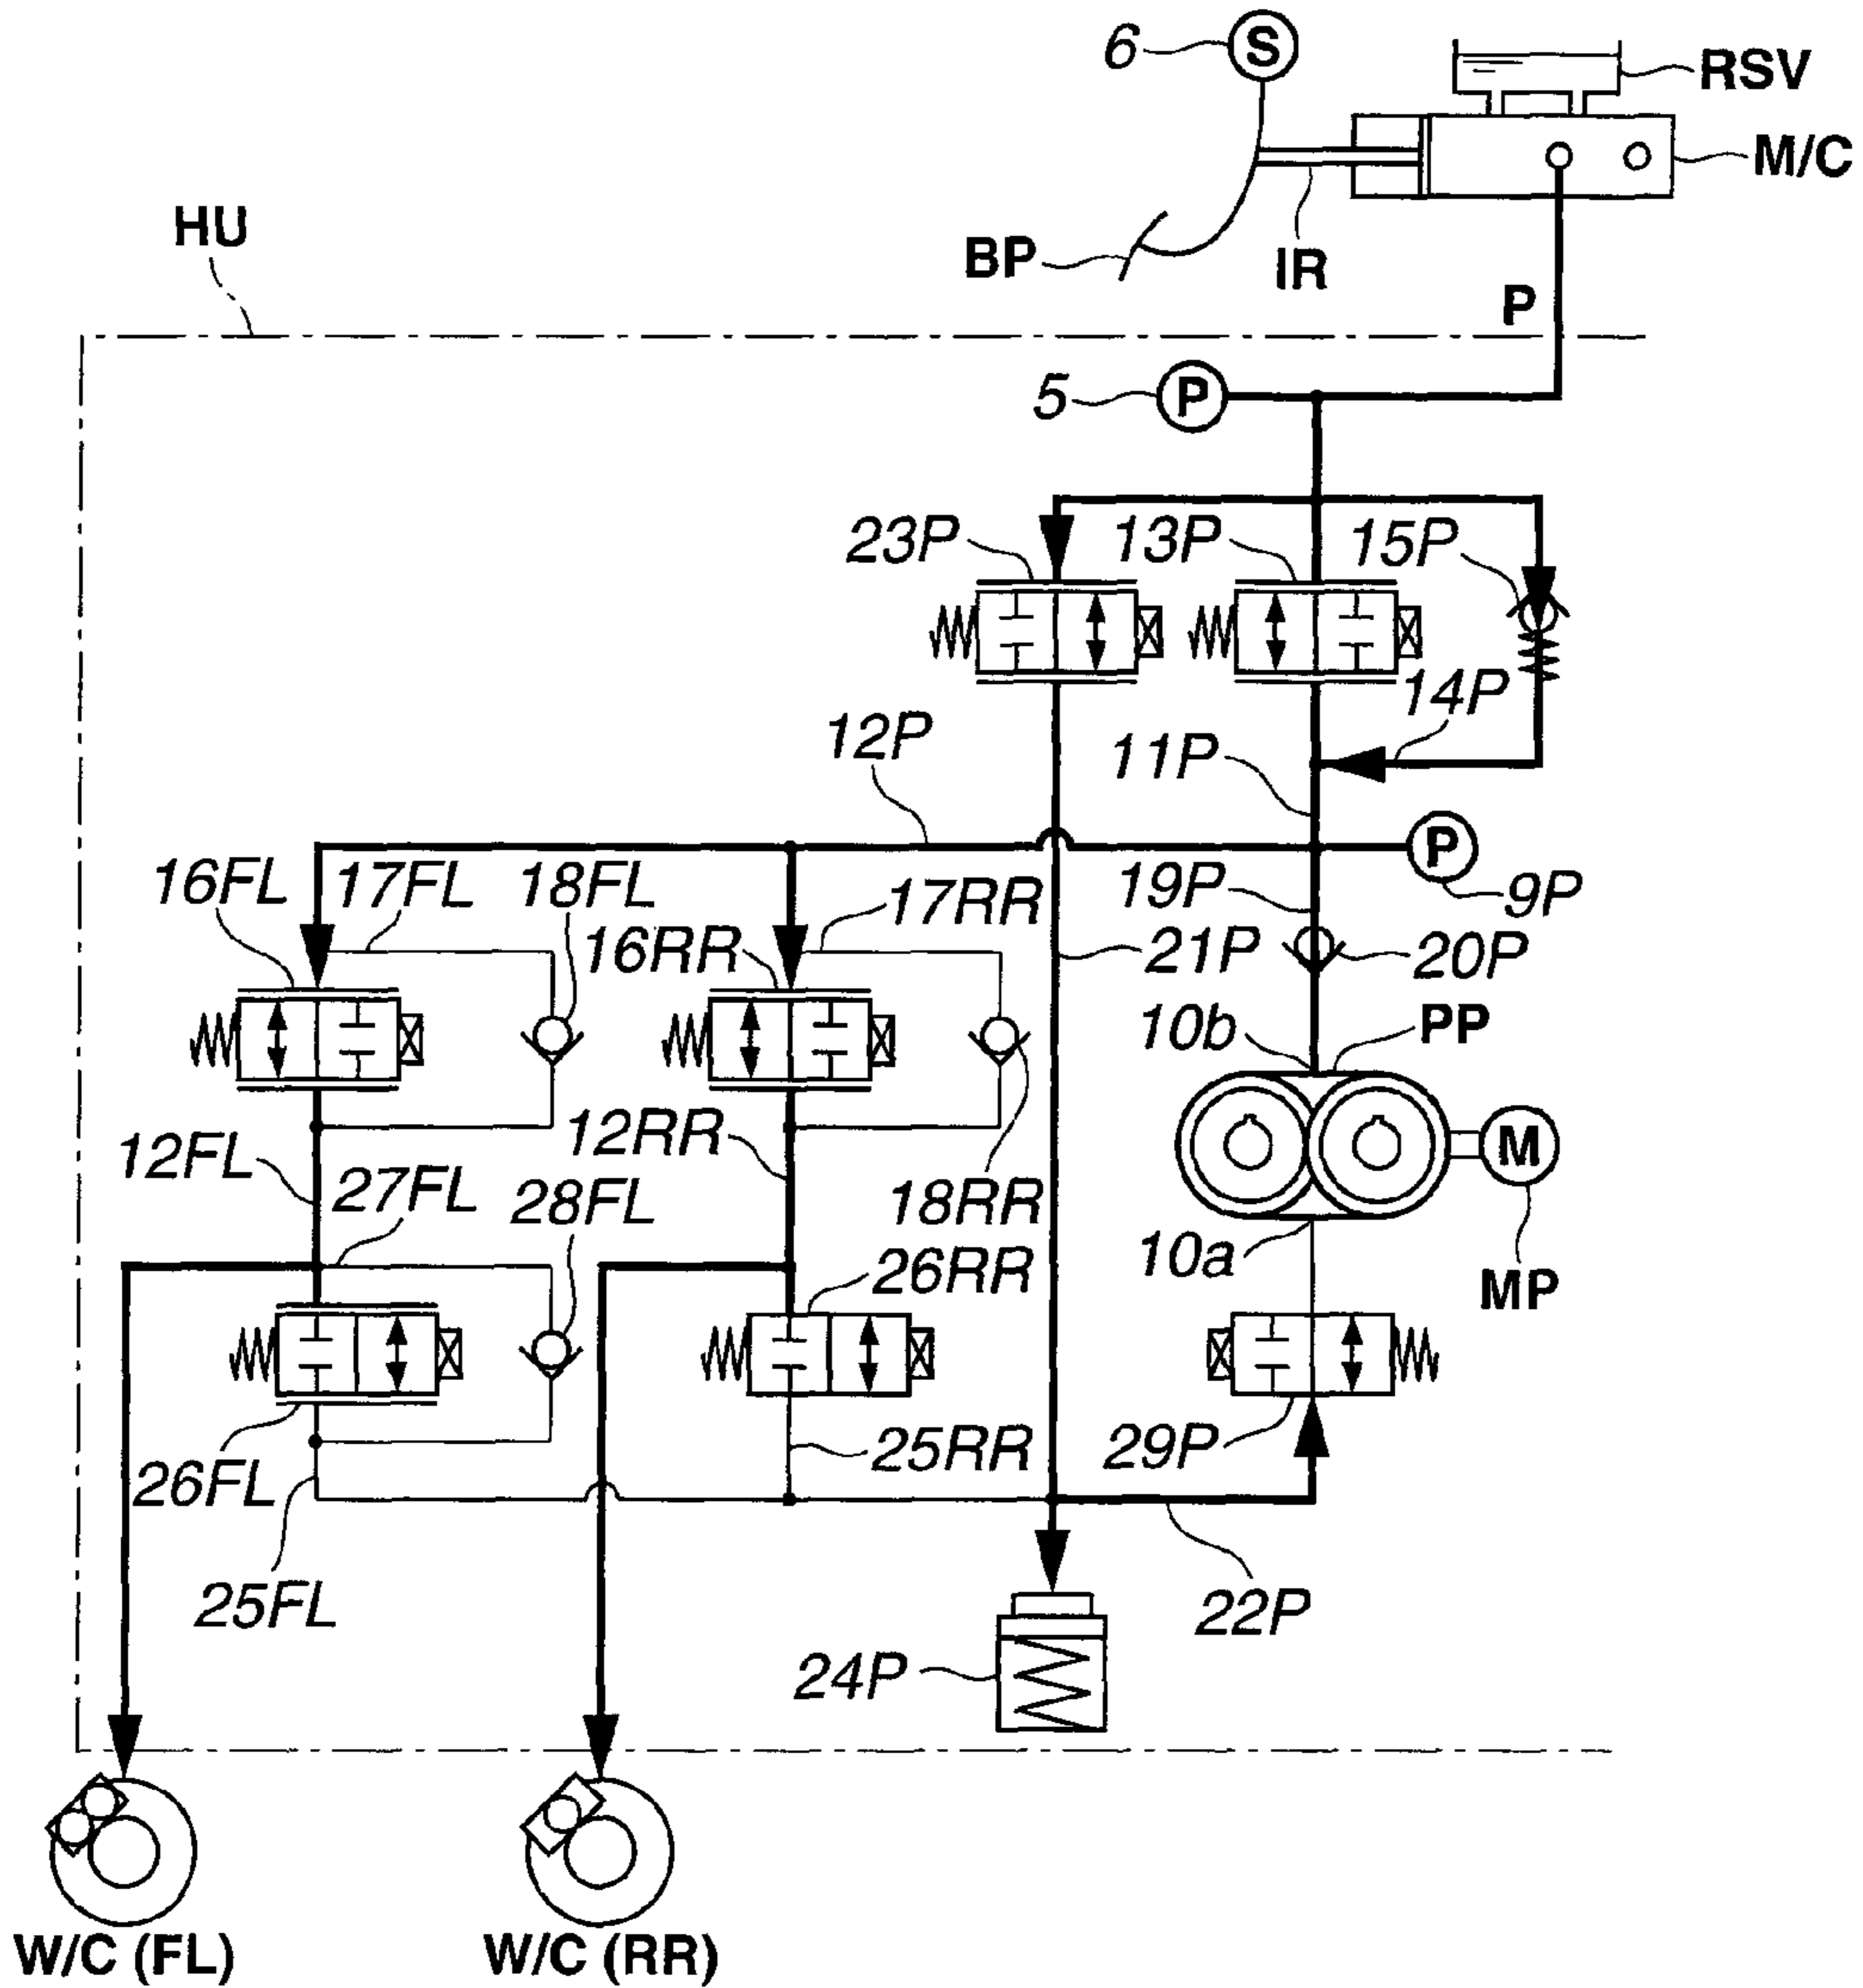 6 S RSV
M/C
HU
BP IR
P
5 P
23P 13P 15P
14P
12P 11P
P
16FL 17FL 18FL 17RR 19P 9P
16RR 21P 20P
10b PP
12FL 12RR M
27FL 28FL 18RR
10a
26RR MP
29P
26FL 25RR
25FL 22P
24P
W/C (FL) W/C (RR)